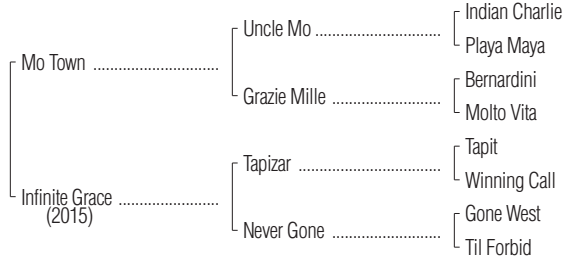 Indian Charlie
Uncle Mo ..............................
Playa Maya
Mo Town ..............................
Bernardini
Grazie Mille ..........................
Molto Vita
Tapit
Tapizar ..................................
Winning Call
Infinite Grace ........................
(2015)
Gone West
Never Gone ..........................
Til Forbid